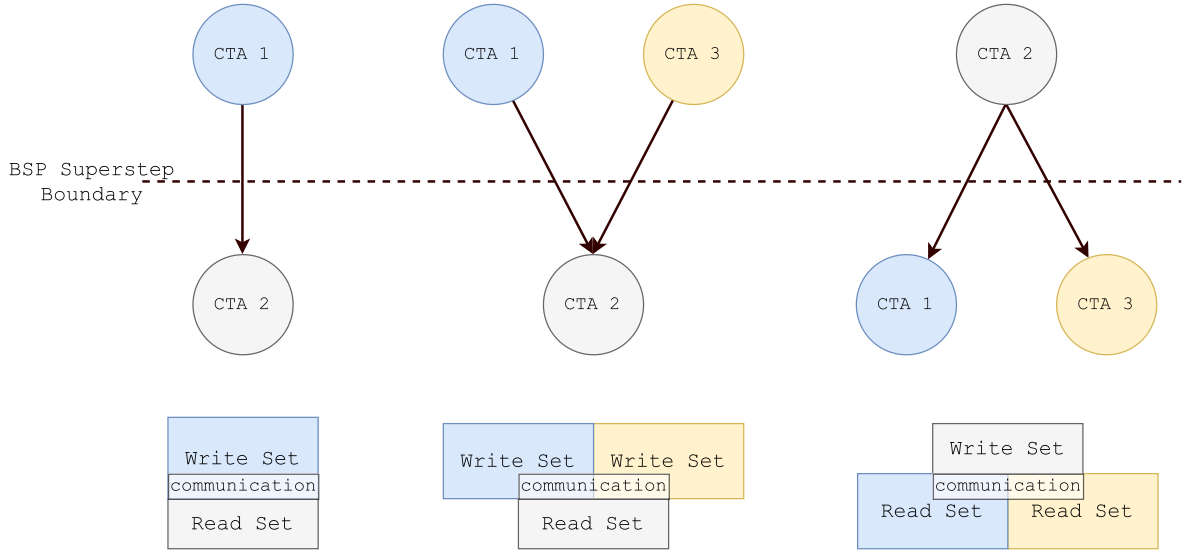 CTA 1
CTA 1
CTA 3
CTA 2
BSP Superstep
Boundary
CTA 2
CTA 2
CTA 1
CTA 3
Write Set
communication
Read Set
Write Set
Write Set
communication
Read Set
Write Set
communication
Read Set
Read Set